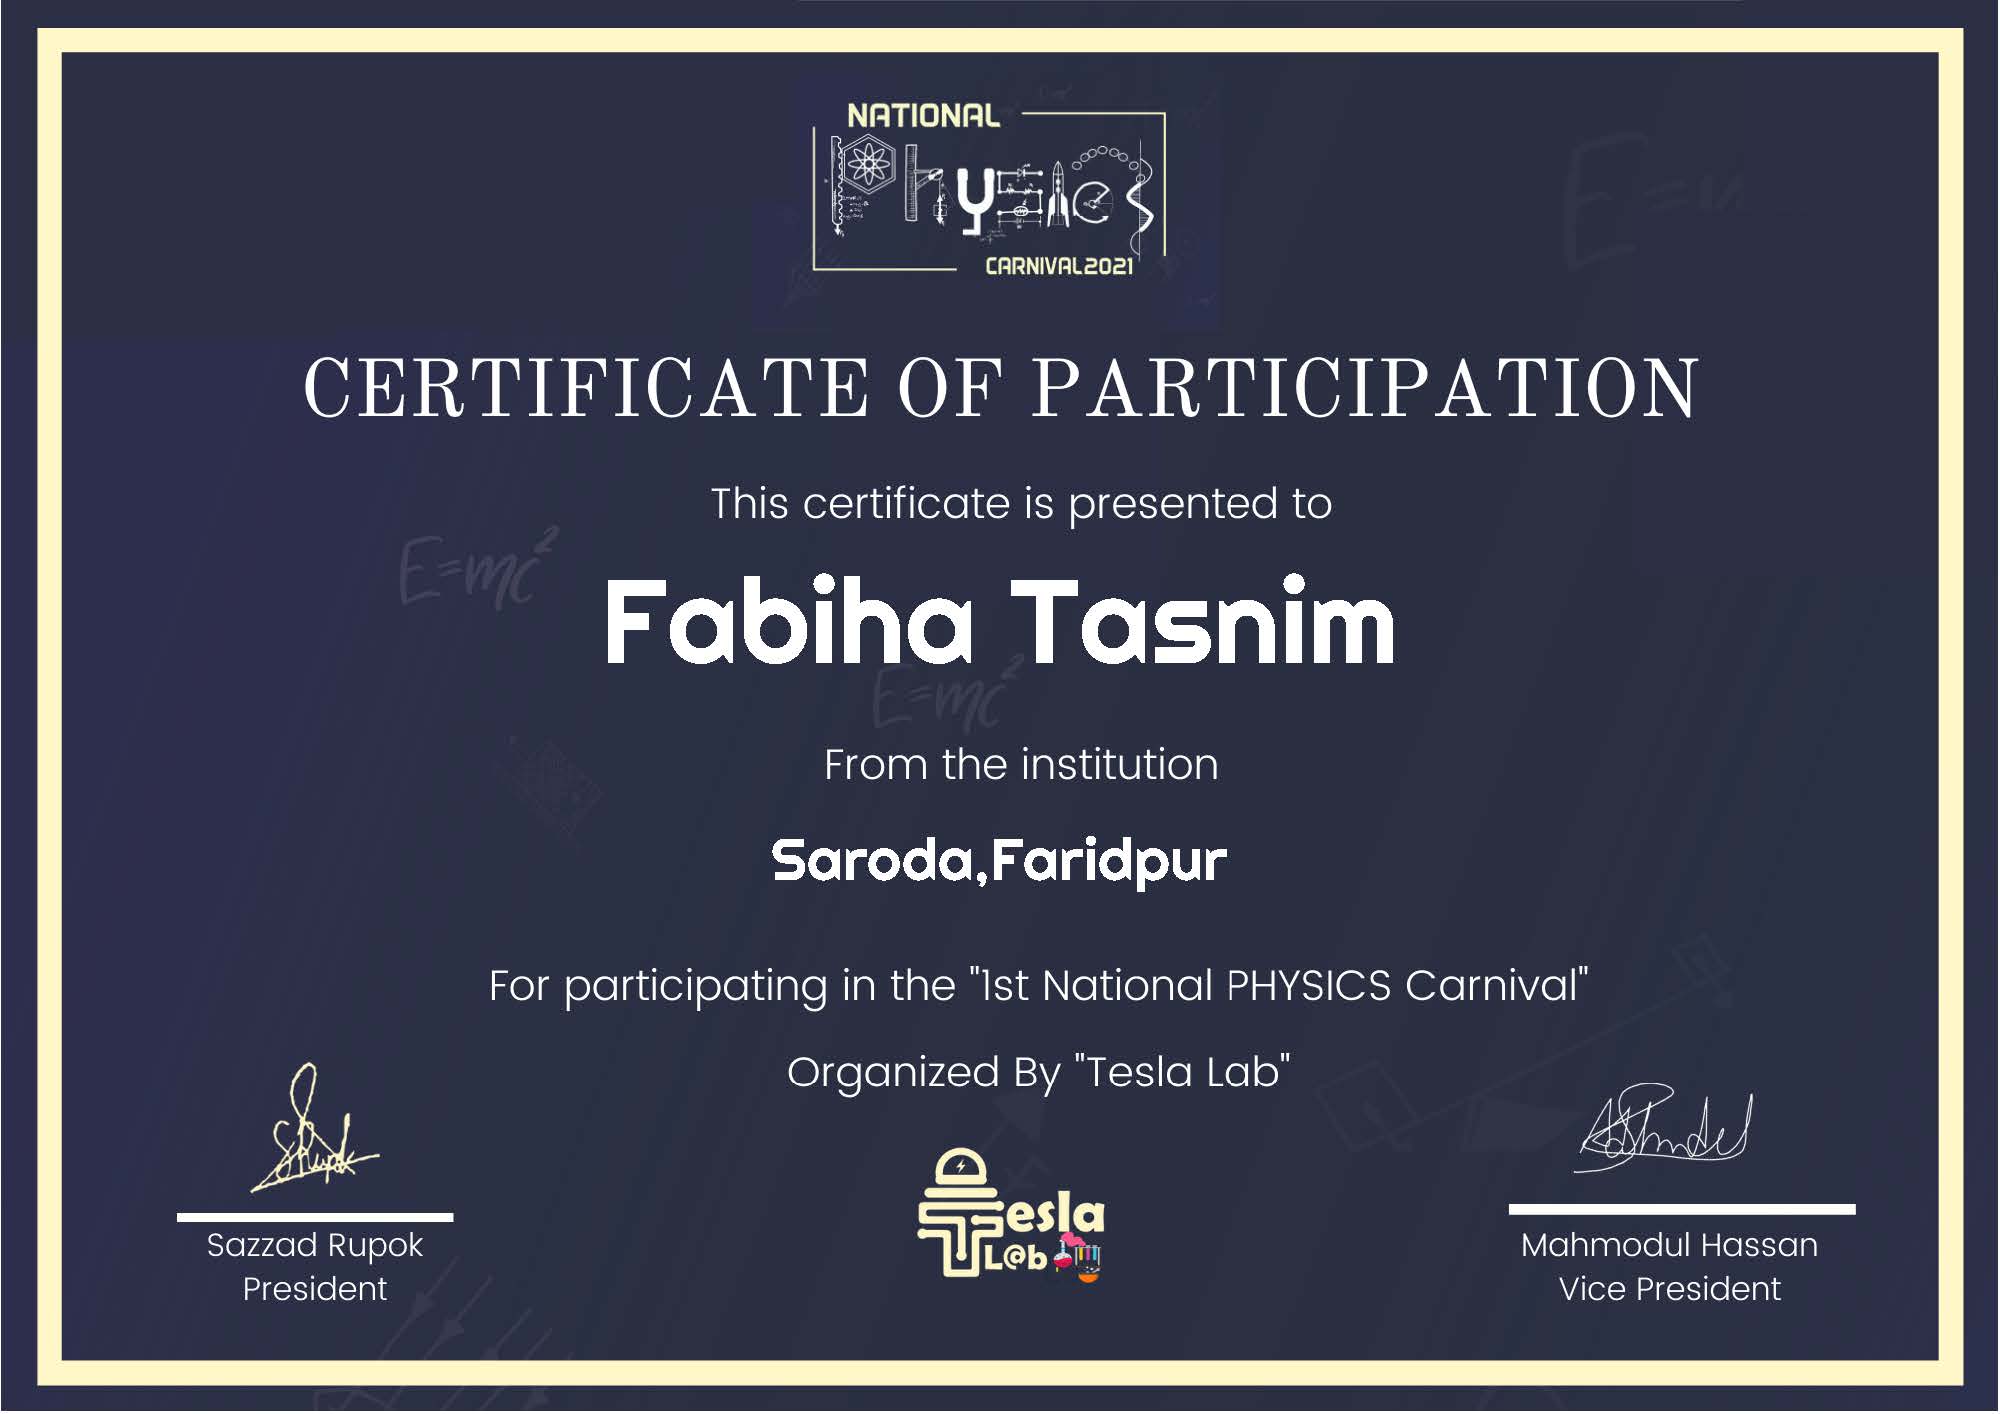 NATIONAL
Physics
CARNIVAL2021
CERTIFICATE OF PARTICIPATION
This certificate is presented to
E=mc²
Fabiha Tasnim
E=mc²
From the institution
Saroda,Faridpur
For participating in the "1st National PHYSICS Carnival"
Organized By "Tesla Lab"
Tesla
L@b
Sazzad Rupok
President
Mahmodul Hassan
Vice President